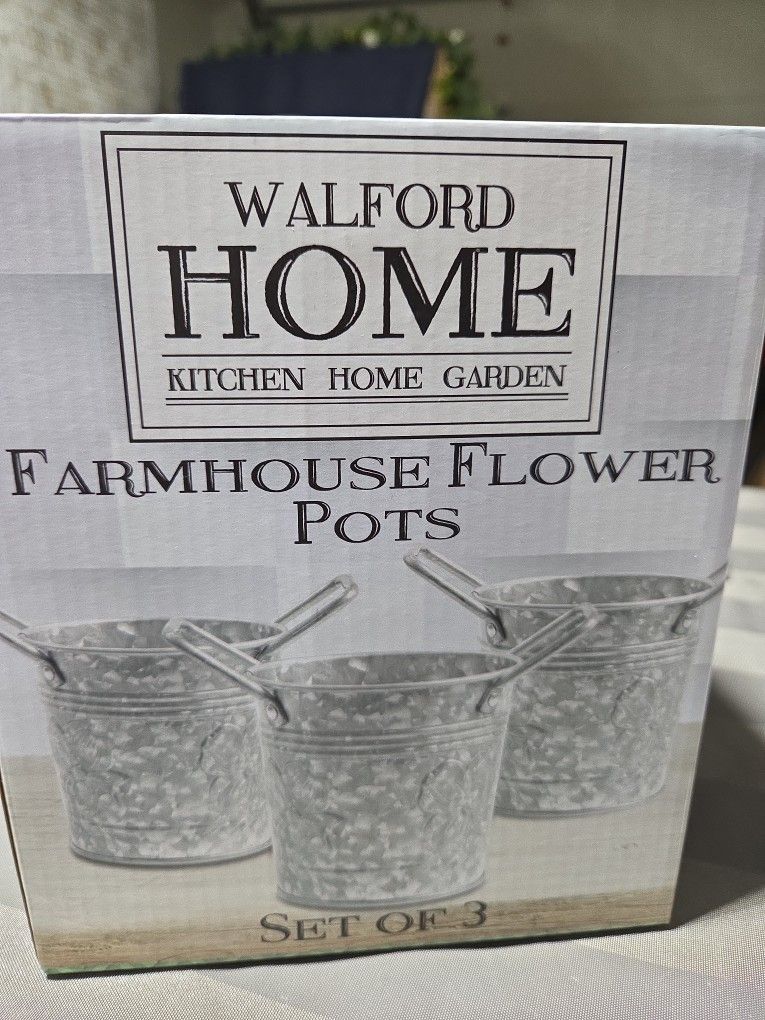 WALFORD
HOME
KITCHEN HOME GARDEN
FARMHOUSE FLOWER
POTS
SET OF 3